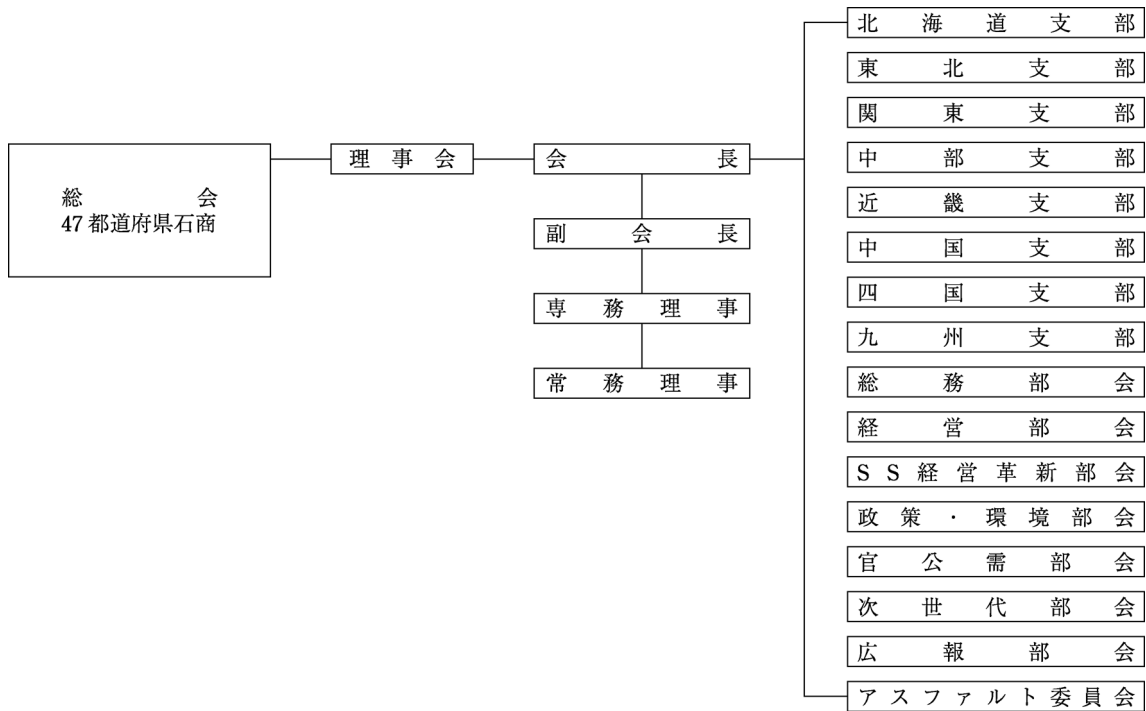 総会
47都道府県石商
理事会
会長
副会長
専務理事
常務理事
北海道支部
東北支部
関東支部
中部支部
近畿支部
中国支部
四国支部
九州支部
総務部会
経営部会
SS経営革新部会
政策・環境部会
官公需部会
次世代部会
広報部会
アスファルト委員会